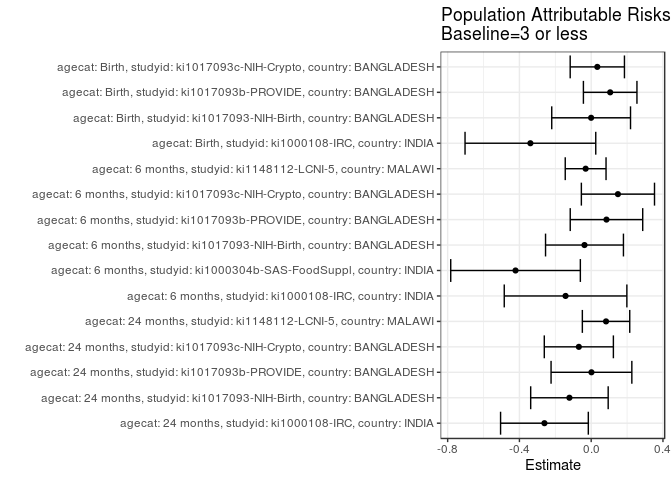 Population Attributable Risks
Baseline=3 or less
agecat: Birth, studyid: ki1017093c-NIH-Crypto, country: BANGLADESH
agecat: Birth, studyid: ki1017093b-PROVIDE, country: BANGLADESH
agecat: Birth, studyid: ki1017093-NIH-Birth, country: BANGLADESH
agecat: Birth, studyid: ki1000108-IRC, country: INDIA
agecat: 6 months, studyid: ki1148112-LCNI-5, country: MALAWI
agecat: 6 months, studyid: ki1017093c-NIH-Crypto, country: BANGLADESH
agecat: 6 months, studyid: ki1017093b-PROVIDE, country: BANGLADESH
agecat: 6 months, studyid: ki1017093-NIH-Birth, country: BANGLADESH
agecat: 6 months, studyid: ki1000304b-SAS-FoodSuppl, country: INDIA
agecat: 6 months, studyid: ki1000108-IRC, country: INDIA
agecat: 24 months, studyid: ki1148112-LCNI-5, country: MALAWI
agecat: 24 months, studyid: ki1017093c-NIH-Crypto, country: BANGLADESH
agecat: 24 months, studyid: ki1017093b-PROVIDE, country: BANGLADESH
agecat: 24 months, studyid: ki1017093-NIH-Birth, country: BANGLADESH
agecat: 24 months, studyid: ki1000108-IRC, country: INDIA
-0.8 -0.4 0.0 0.4
Estimate